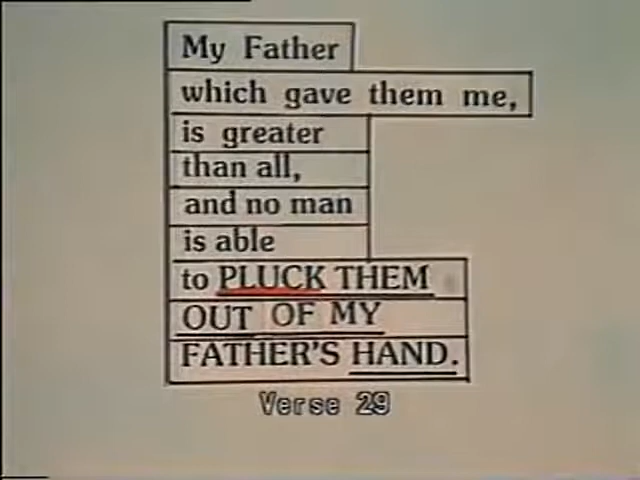 My Father
which gave them me,
is greater
than all,
and no man
is able
to PLUCK THEM
OUT OF MY
FATHER'S HAND.
Verse 29